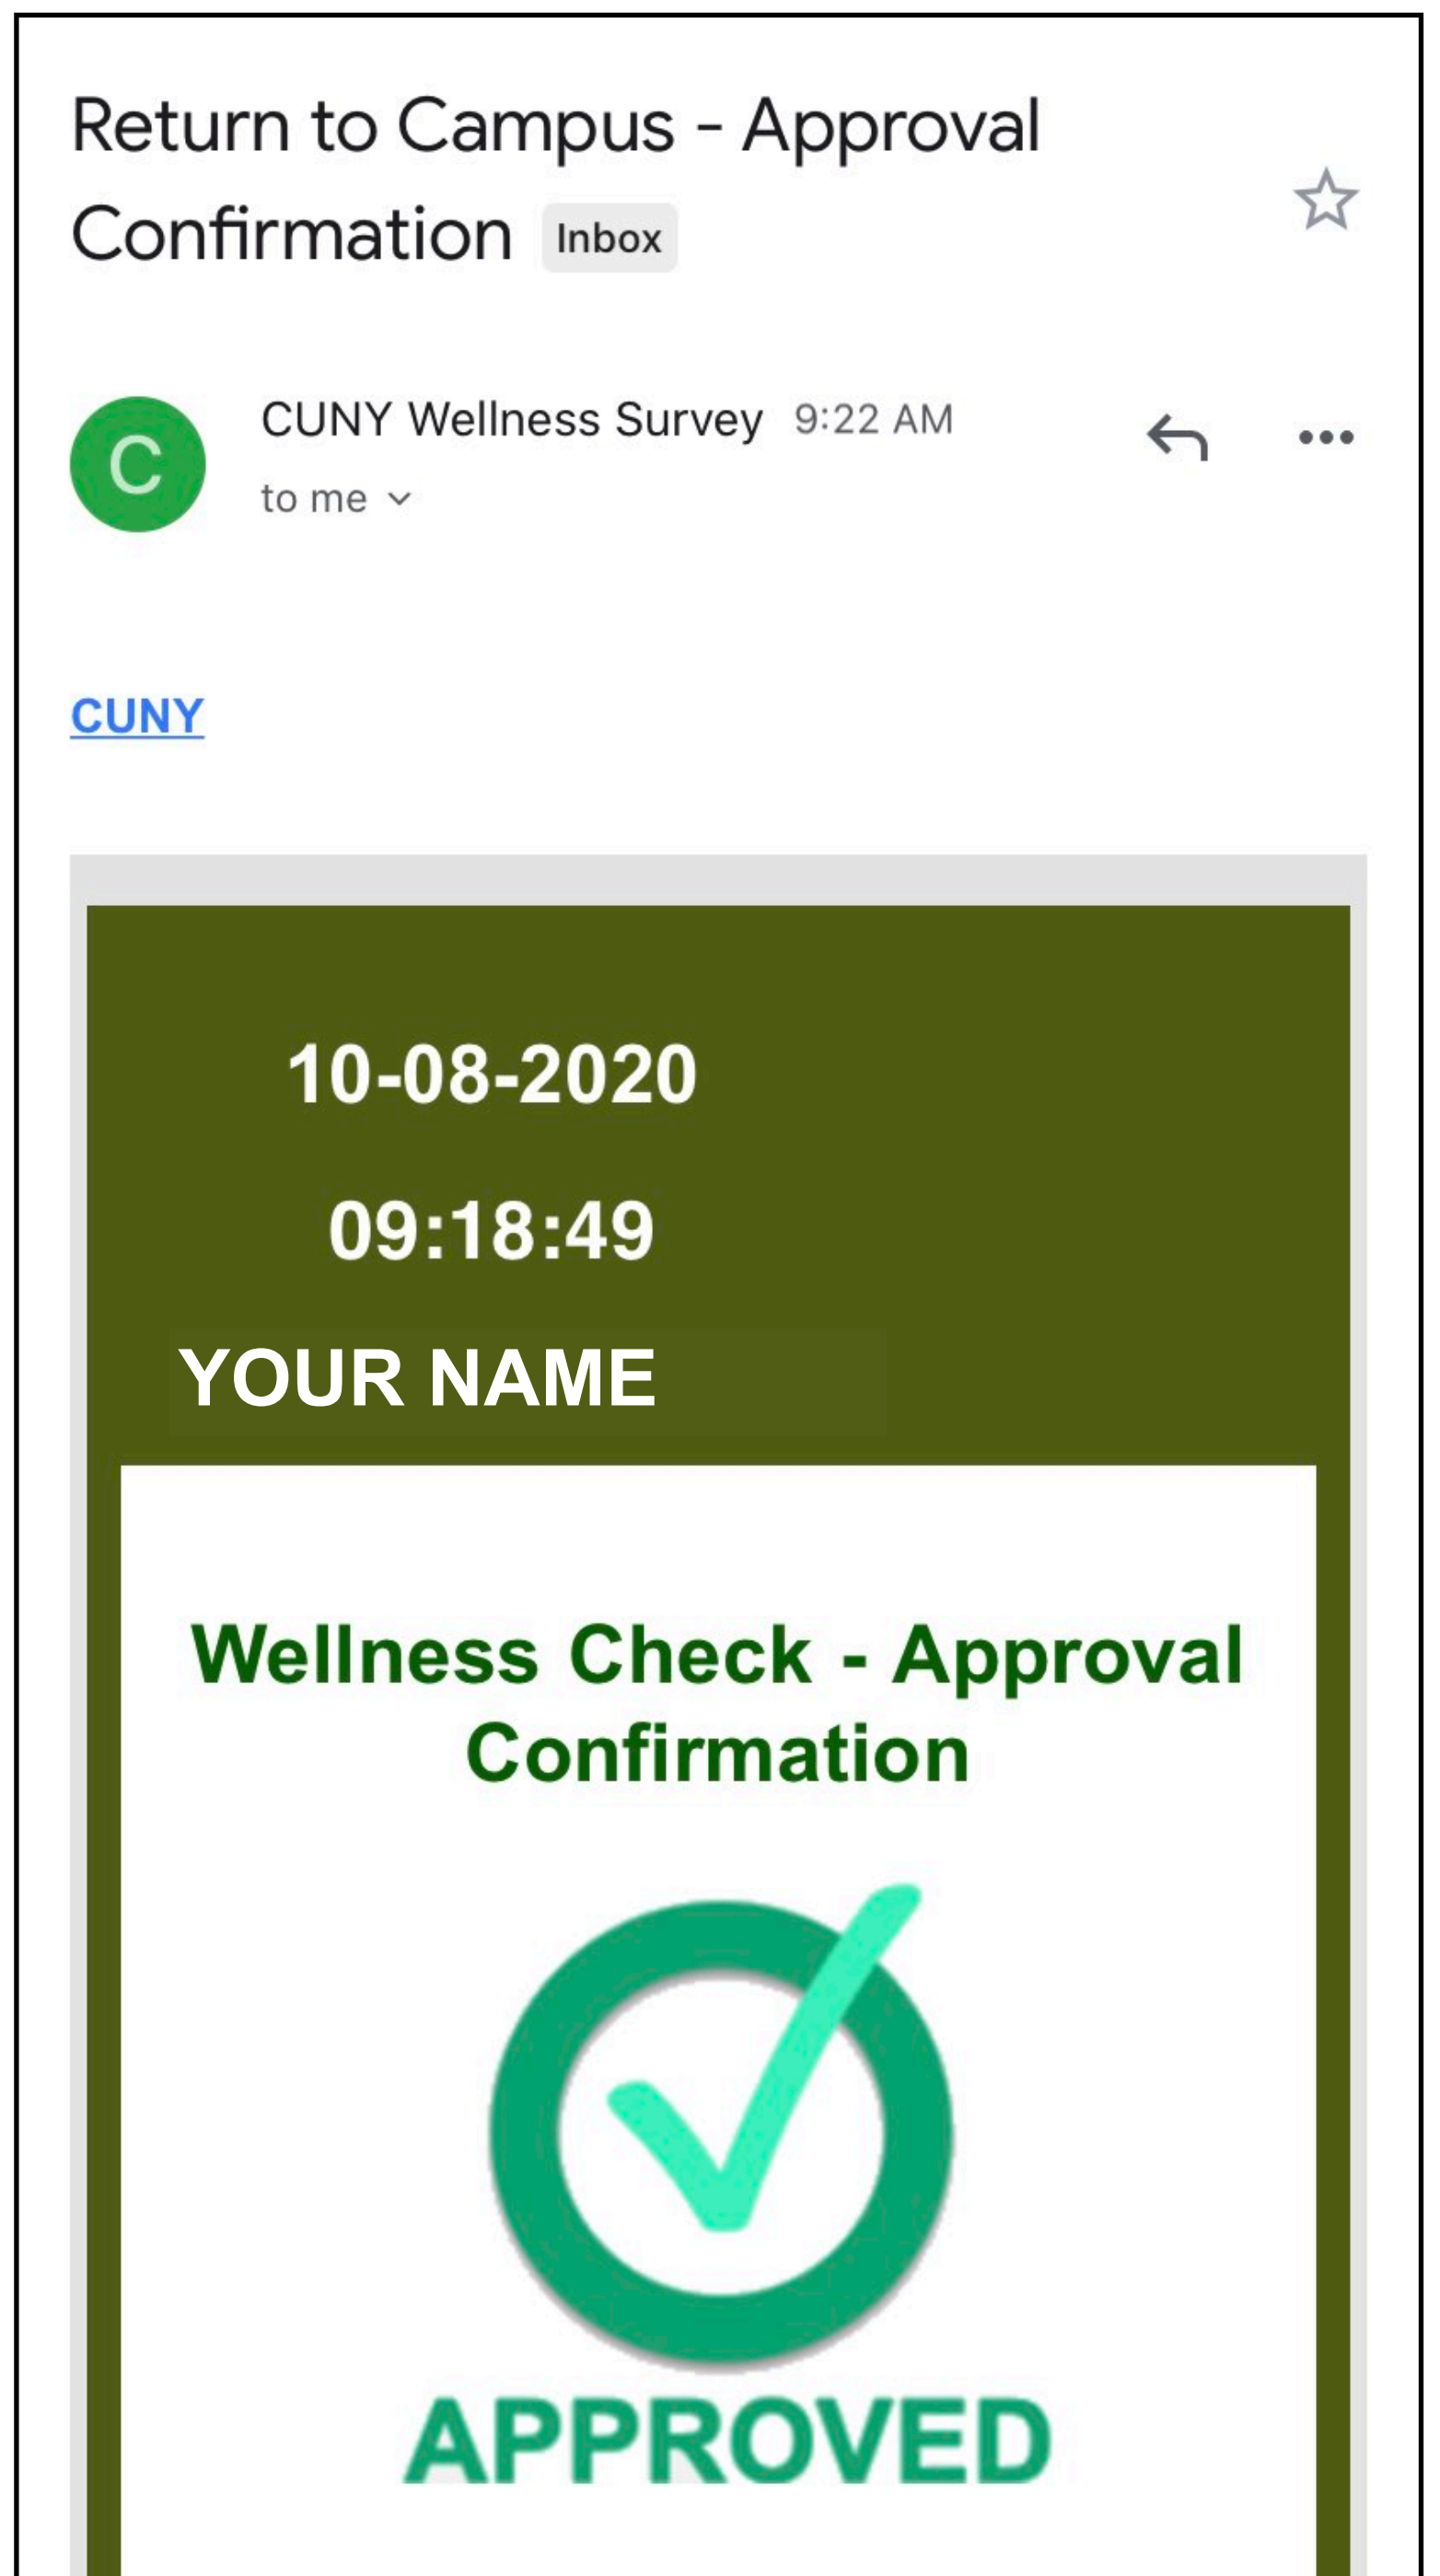 Return to Campus - Approval
Confirmation Inbox
C
CUNY Wellness Survey 9:22 AM
to me
CUNY
10-08-2020
09:18:49
YOUR NAME
Wellness Check - Approval
Confirmation
APPROVED